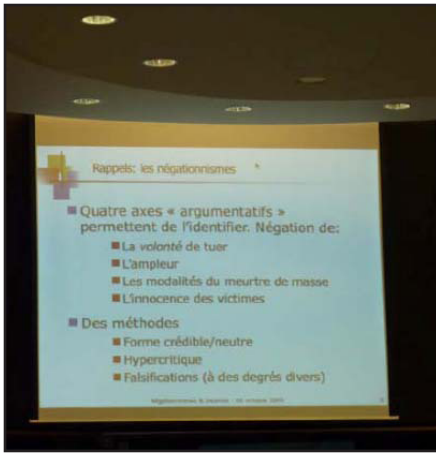 Rappels: les négationnismes
Quatre axes « argumentatifs »
permettent de l'identifier. Négation de:
La volonté de tuer
L'ampleur
Les modalités du meurtre de masse
L'innocence des victimes
Des méthodes
Forme crédible/neutre
Hypercritique
Falsifications (à des degrés divers)